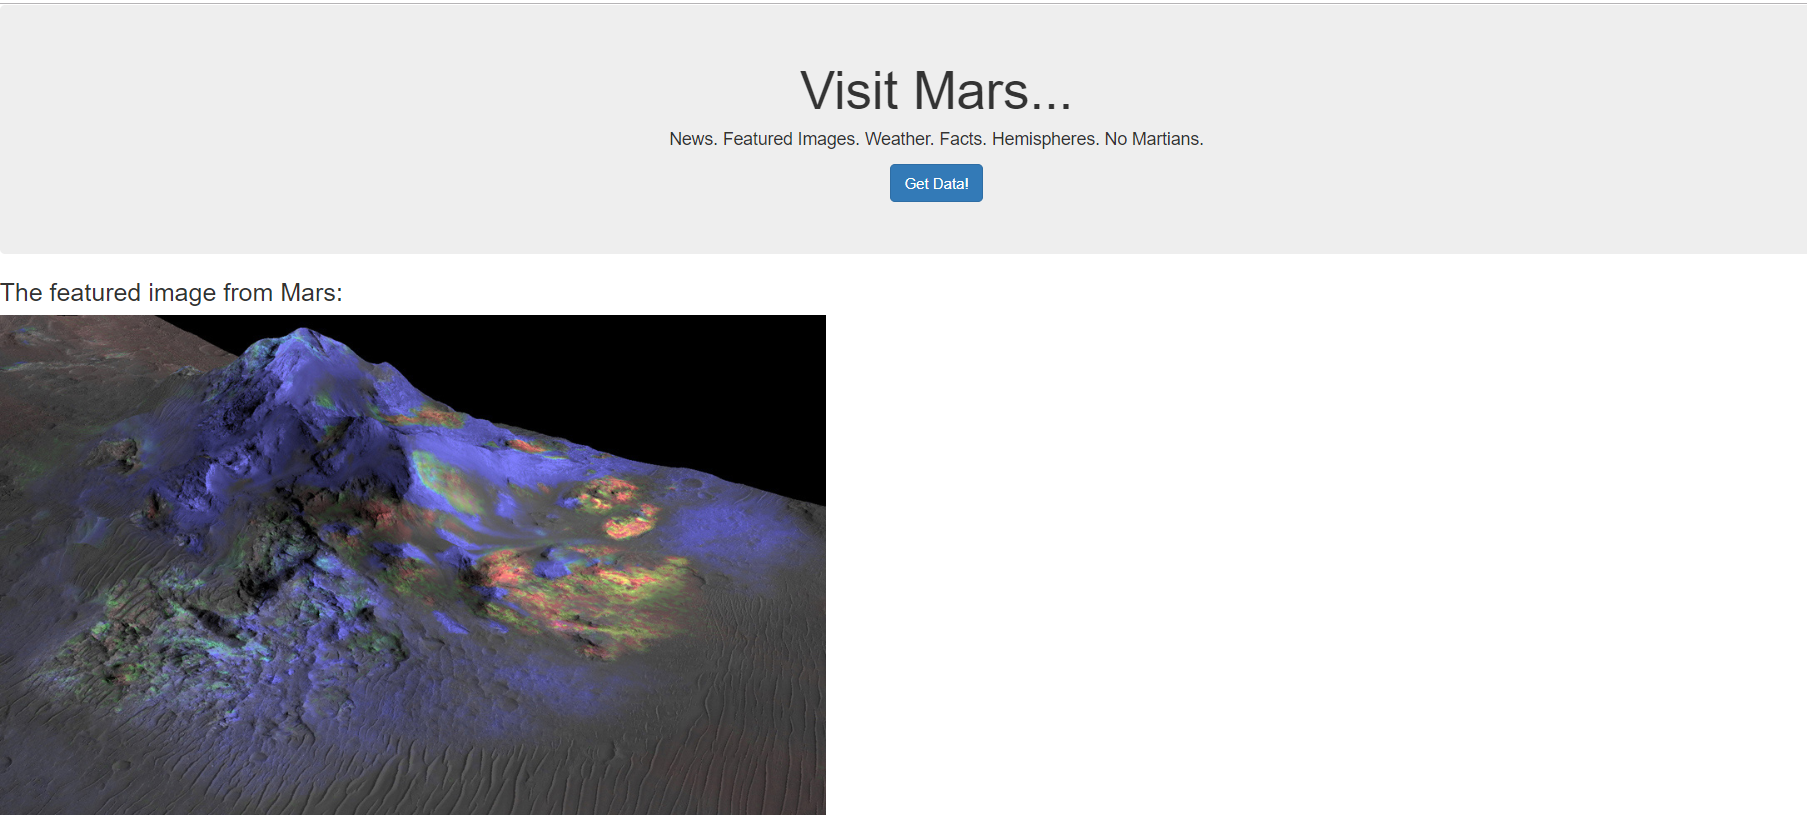 Visit Mars...
News. Featured Images. Weather. Facts. Hemispheres. No Martians.
Get Data!
The featured image from Mars: